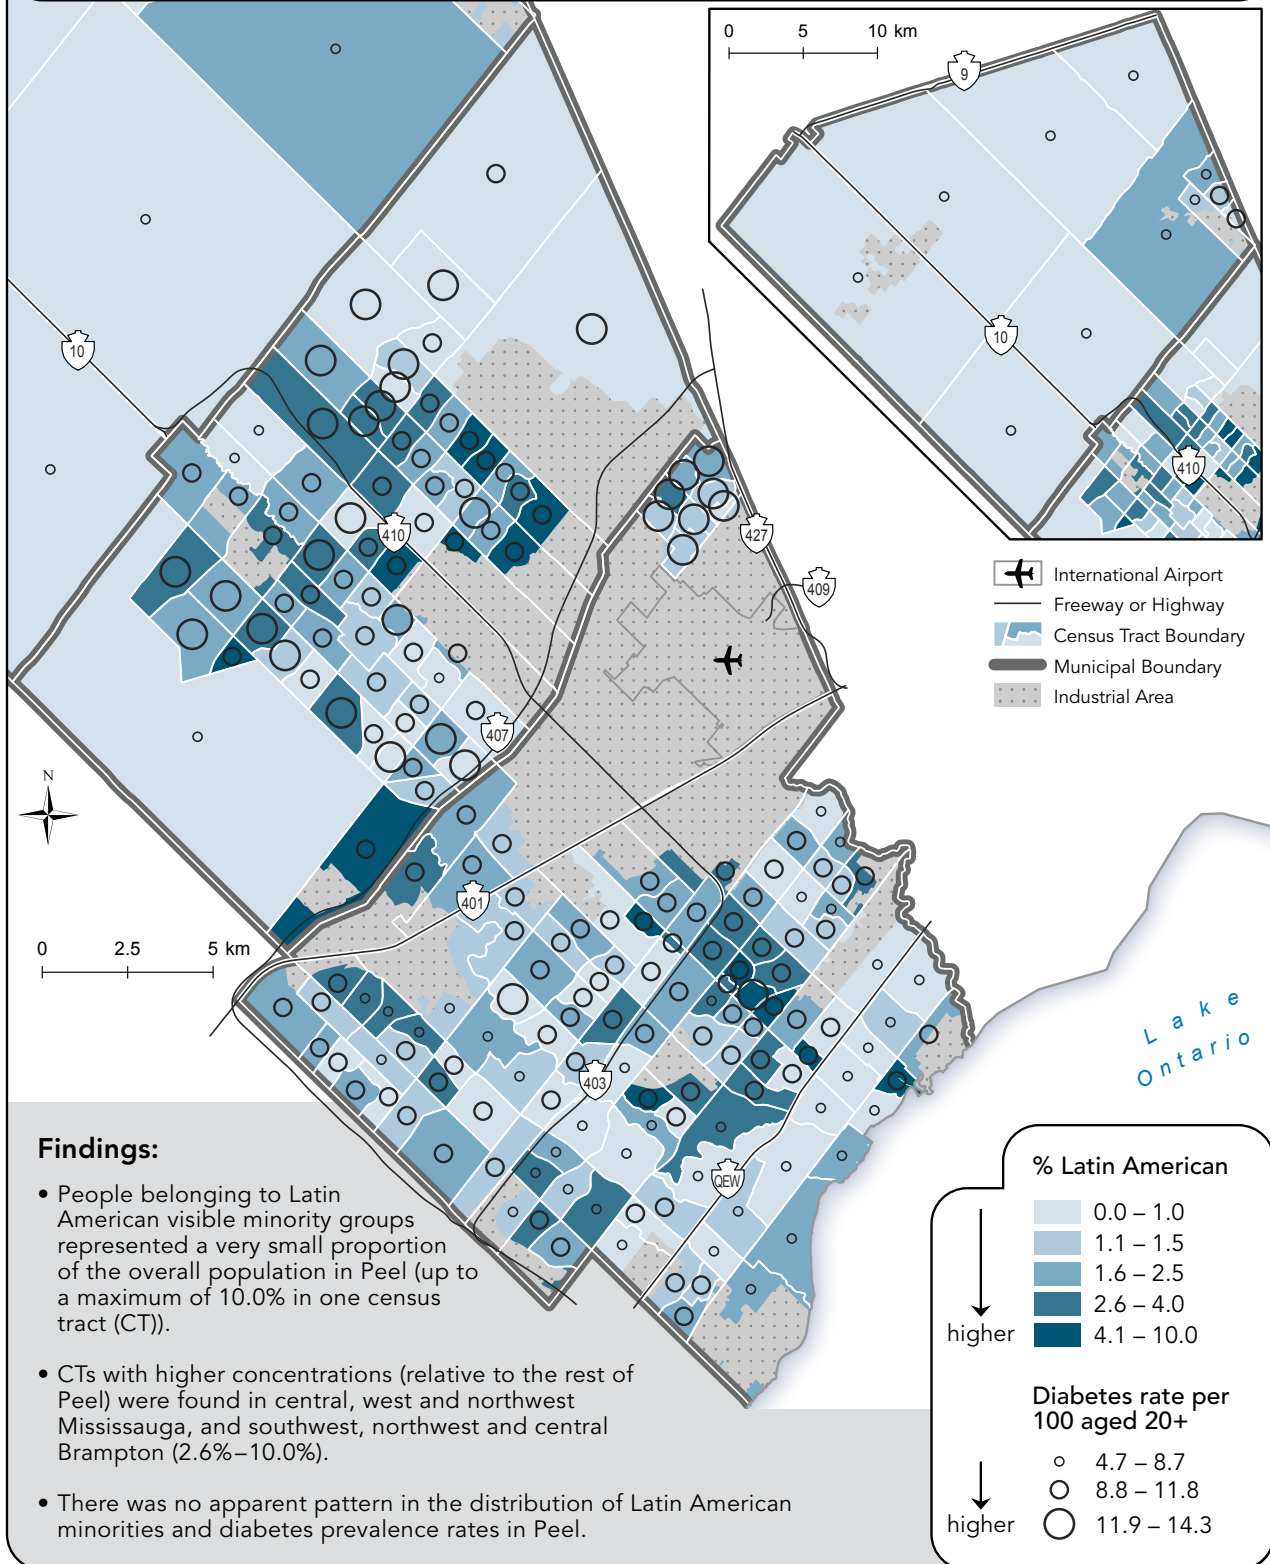 0 5 10 km
9
10
410
10
410
427
409
407
401
403
QEW
International Airport
Freeway or Highway
Census Tract Boundary
Municipal Boundary
Industrial Area
N
0 2.5 5 km
Lake
Ontario
Findings:
• People belonging to Latin
American visible minority groups
represented a very small proportion
of the overall population in Peel (up to
a maximum of 10.0% in one census
tract (CT)).
• CTs with higher concentrations (relative to the rest of
Peel) were found in central, west and northwest
Mississauga, and southwest, northwest and central
Brampton (2.6%–10.0%).
• There was no apparent pattern in the distribution of Latin American
minorities and diabetes prevalence rates in Peel.
% Latin American
0.0 – 1.0
1.1 – 1.5
1.6 – 2.5
2.6 – 4.0
higher 4.1 – 10.0
Diabetes rate per
100 aged 20+
4.7 – 8.7
8.8 – 11.8
higher 11.9 – 14.3